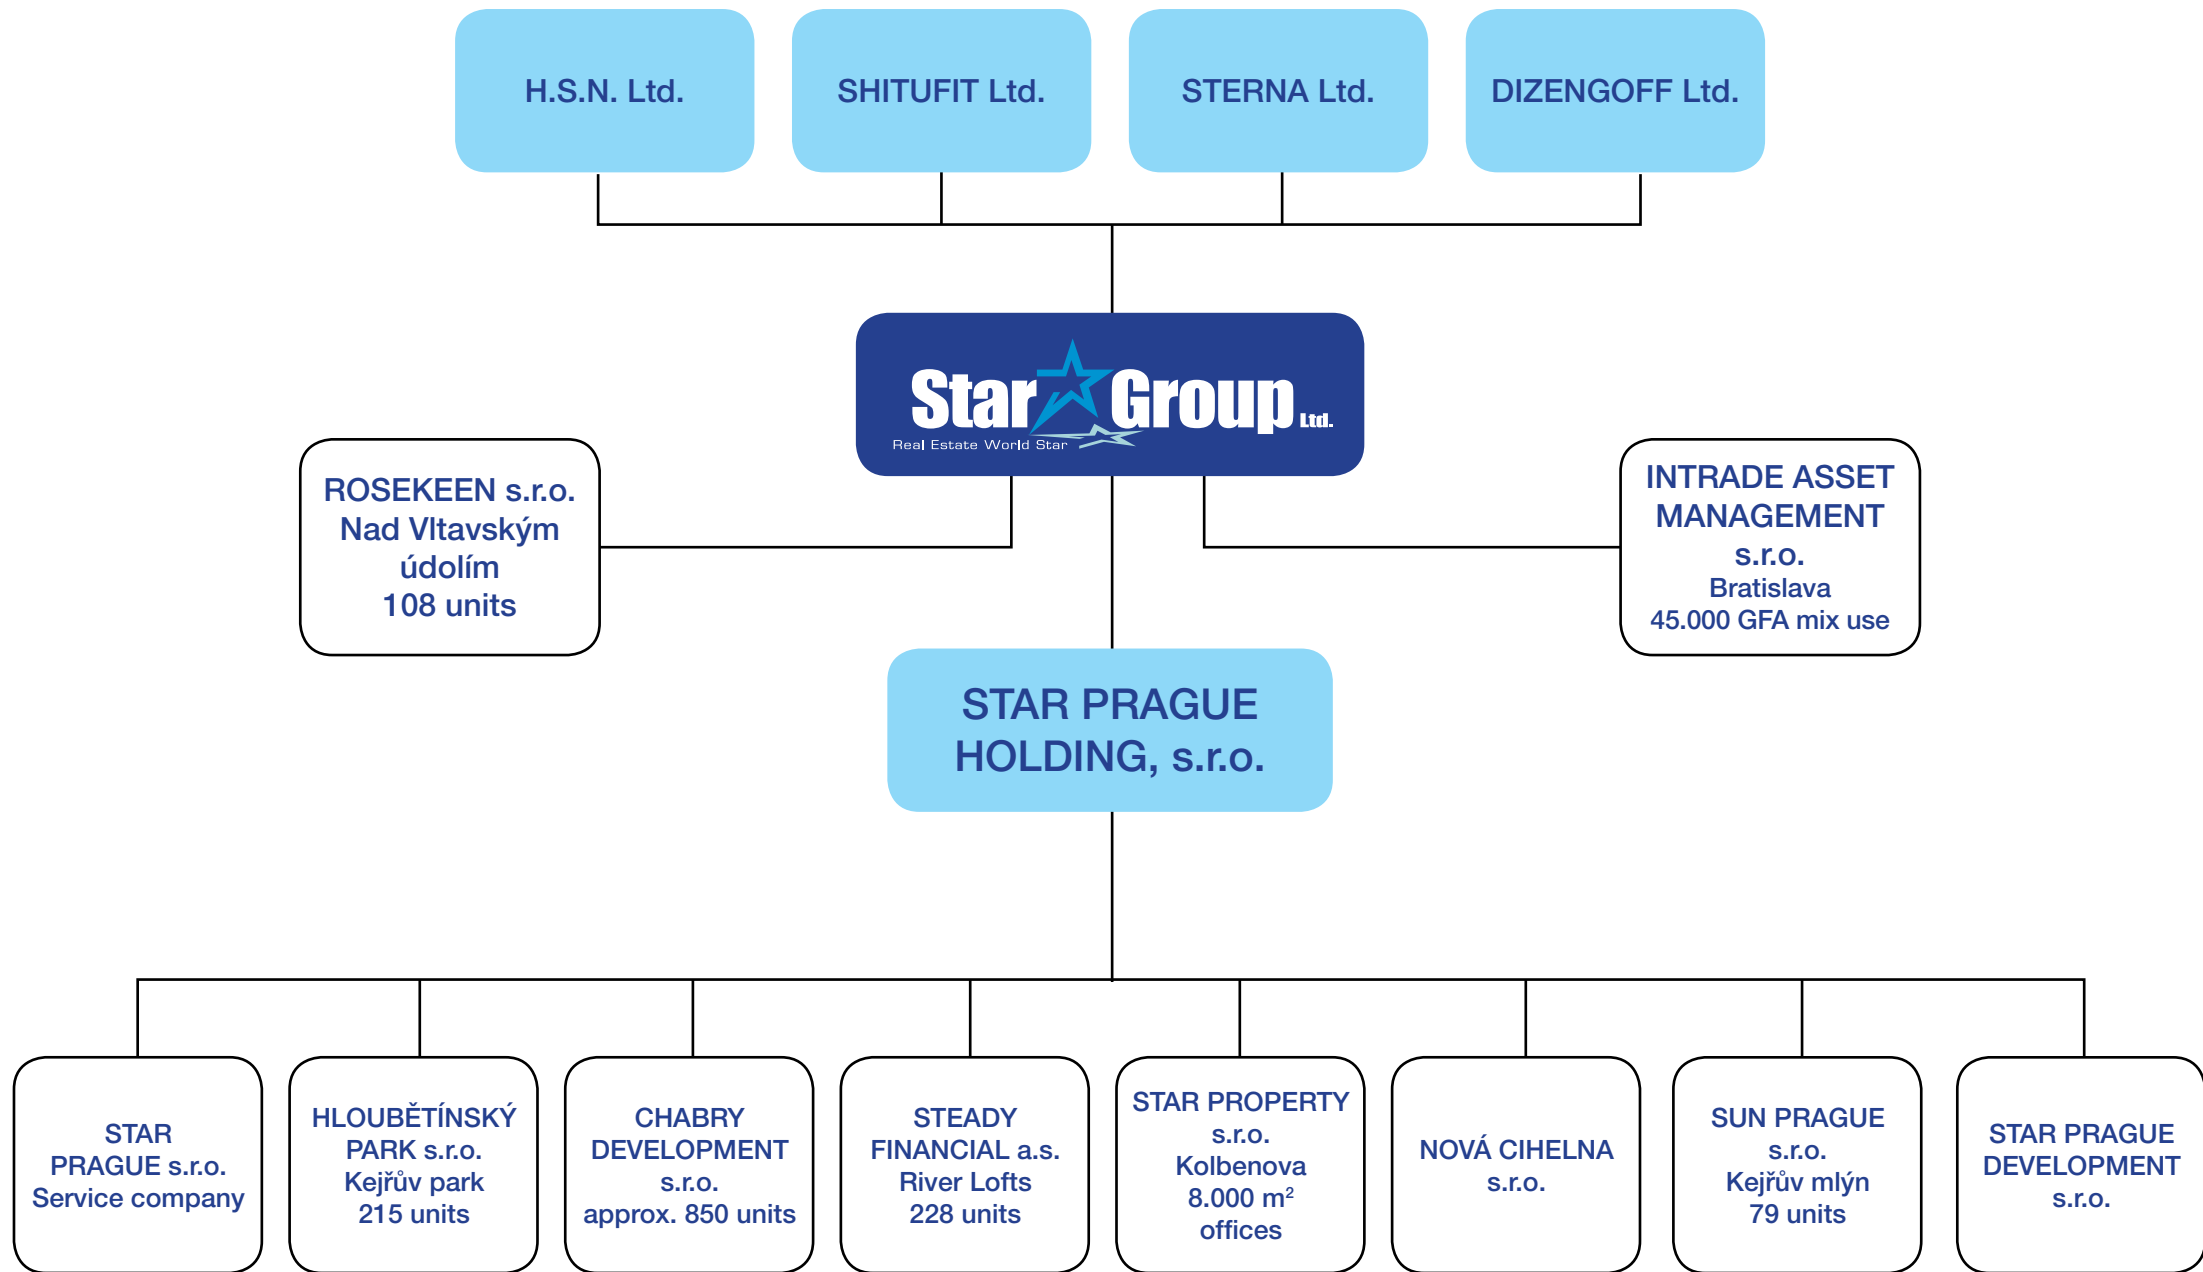 H.S.N. Ltd.
SHITUFIT Ltd.
STERNA Ltd.
DIZENGOFF Ltd.
Star Group Ltd.
Real Estate World Star
ROSEKEEN s.r.o.
Nad Vltavským
údolím
108 units
INTRADE ASSET
MANAGEMENT
s.r.o.
Bratislava
45.000 GFA mix use
STAR PRAGUE
HOLDING, s.r.o.
STAR
PRAGUE s.r.o.
Service company
HLOUBĚTÍNSKÝ
PARK s.r.o.
Kejřův park
215 units
CHABRY
DEVELOPMENT
s.r.o.
approx. 850 units
STEADY
FINANCIAL a.s.
River Lofts
228 units
STAR PROPERTY
s.r.o.
Kolbenova
8.000 m²
offices
NOVÁ CIHELNA
s.r.o.
SUN PRAGUE
s.r.o.
Kejřův mlýn
79 units
STAR PRAGUE
DEVELOPMENT
s.r.o.